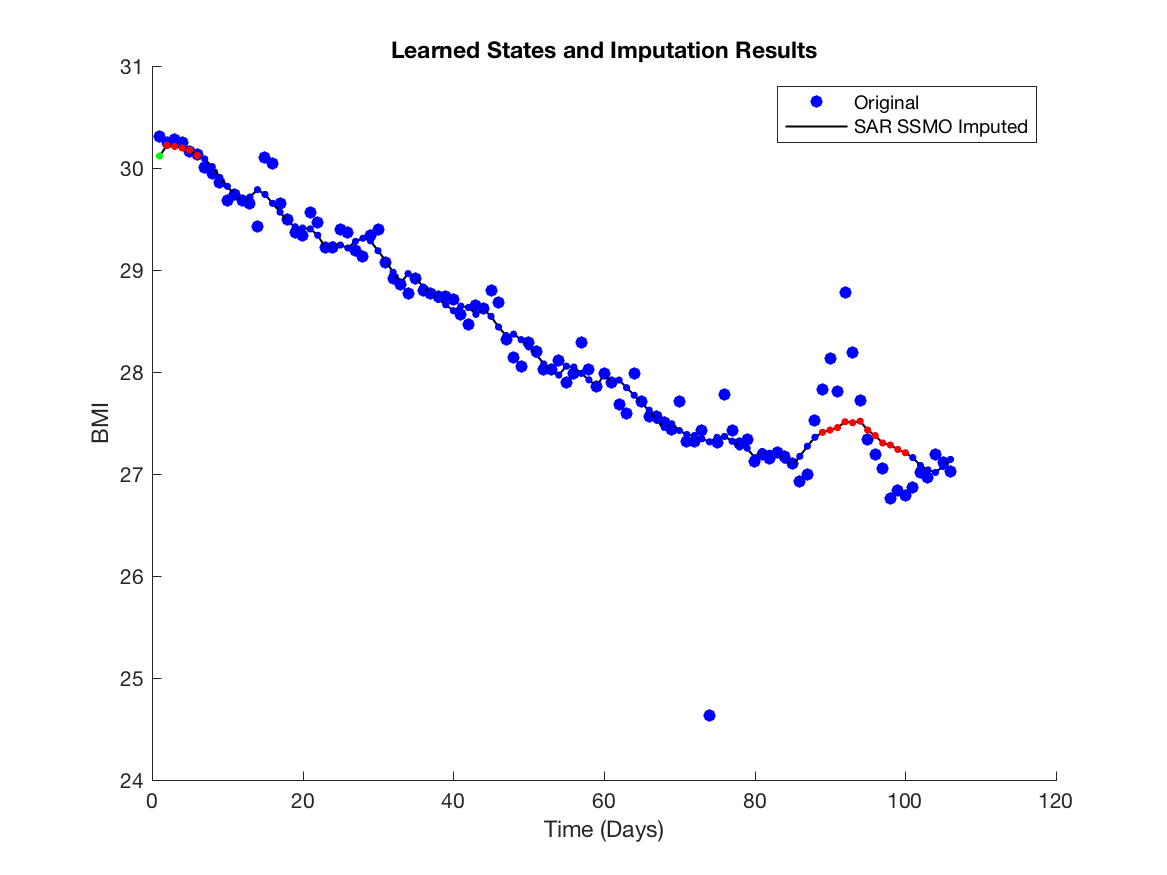 Learned States and Imputation Results
Original
SAR SSMO Imputed
BMI
31
30
29
28
27
26
25
24
0 20 40 60 80 100 120
Time (Days)